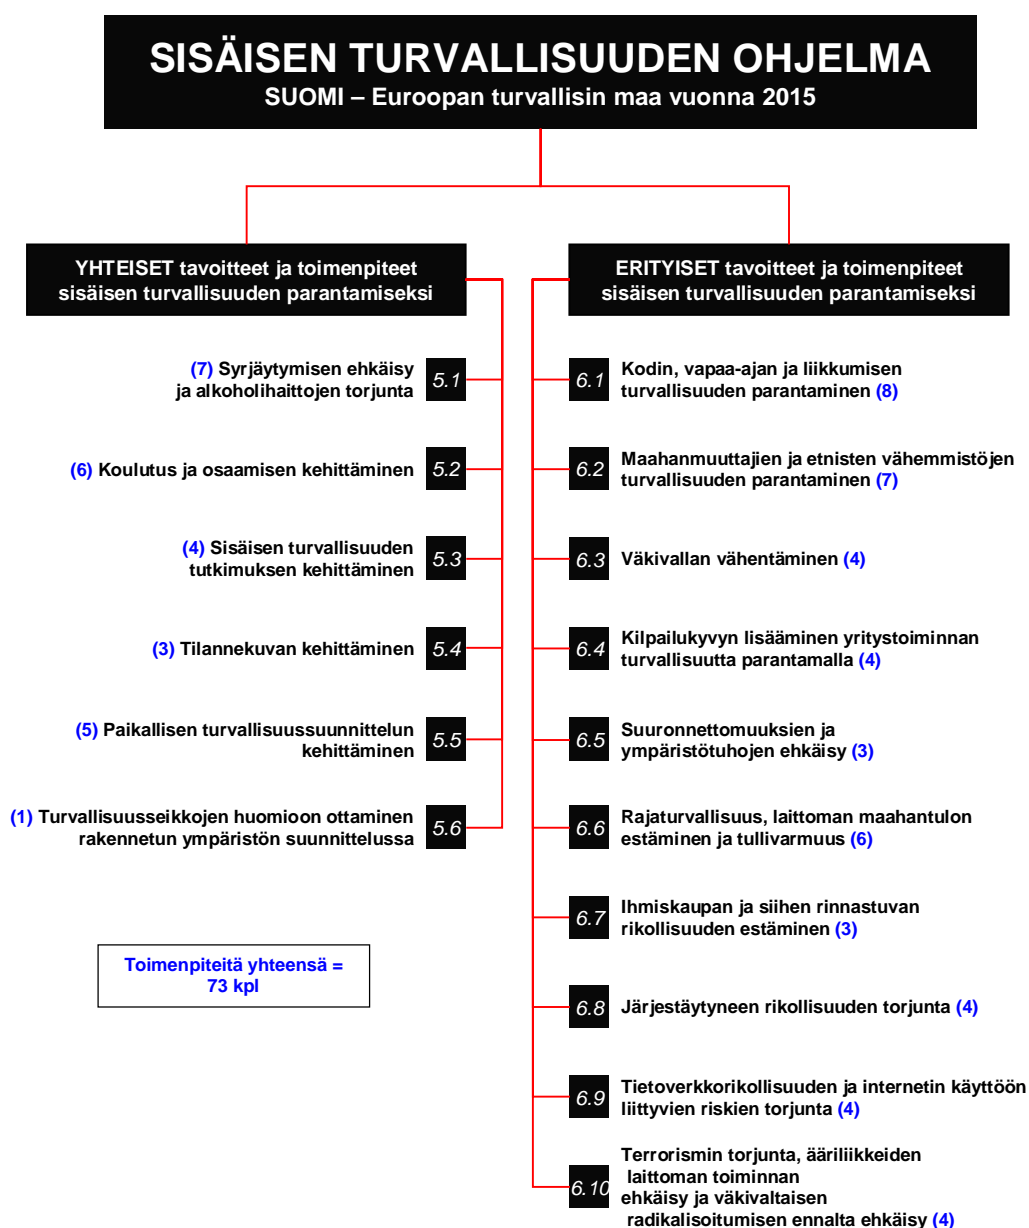 SISÄISEN TURVALLISUUDEN OHJELMA
SUOMI – Euroopan turvallisin maa vuonna 2015
YHTEISET tavoitteet ja toimenpiteet
sisäisen turvallisuuden parantamiseksi
(7) Syrjäytymisen ehkäisy
ja alkoholihaittojen torjunta
5.1
(6) Koulutus ja osaamisen kehittäminen
5.2
(4) Sisäisen turvallisuuden
tutkimuksen kehittäminen
5.3
(3) Tilannekuvan kehittäminen
5.4
(5) Paikallisen turvallisuussuunnittelun
kehittäminen
5.5
(1) Turvallisuusseikkojen huomioon ottaminen
rakennetun ympäristön suunnittelussa
5.6
Toimenpiteitä yhteensä =
73 kpl
ERITYISET tavoitteet ja toimenpiteet
sisäisen turvallisuuden parantamiseksi
6.1
Kodin, vapaa-ajan ja liikkumisen
turvallisuuden parantaminen (8)
6.2
Maahanmuuttajien ja etnisten vähemmistöjen
turvallisuuden parantaminen (7)
6.3
Väkivallan vähentäminen (4)
6.4
Kilpailukyvyn lisääminen yritystoiminnan
turvallisuutta parantamalla (4)
6.5
Suuronnettomuuksien ja
ympäristötuhojen ehkäisy (3)
6.6
Rajaturvallisuus, laittoman maahantulon
estäminen ja tullivarmuus (6)
6.7
Ihmiskaupan ja siihen rinnastuvan
rikollisuuden estäminen (3)
6.8
Järjestäytyneen rikollisuuden torjunta (4)
6.9
Tietoverkkorikollisuuden ja internetin käyttöön
liittyvien riskien torjunta (4)
6.10
Terrorismin torjunta, ääriliikkeiden
laittoman toiminnan
ehkäisy ja väkivaltaisen
radikalisoitumisen ennalta ehkäisy (4)